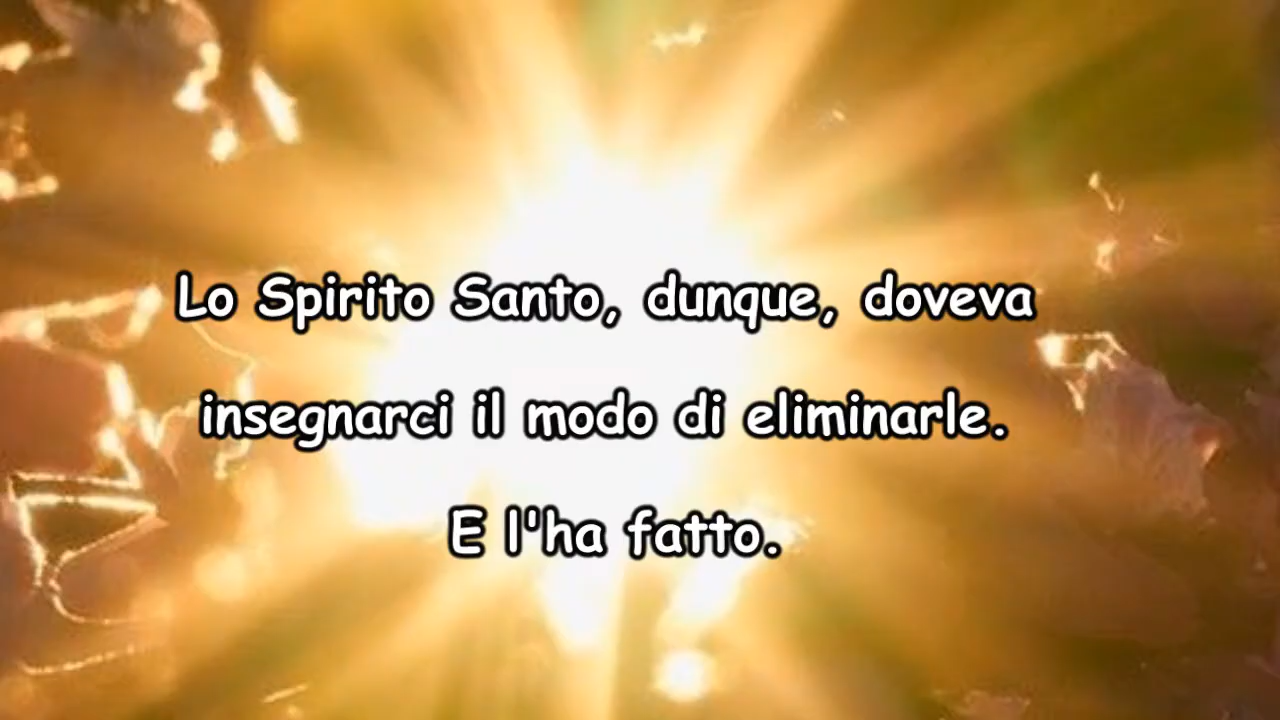 Lo Spirito Santo, dunque, doveva
insegnarci il modo di eliminarle.
E l'ha fatto.